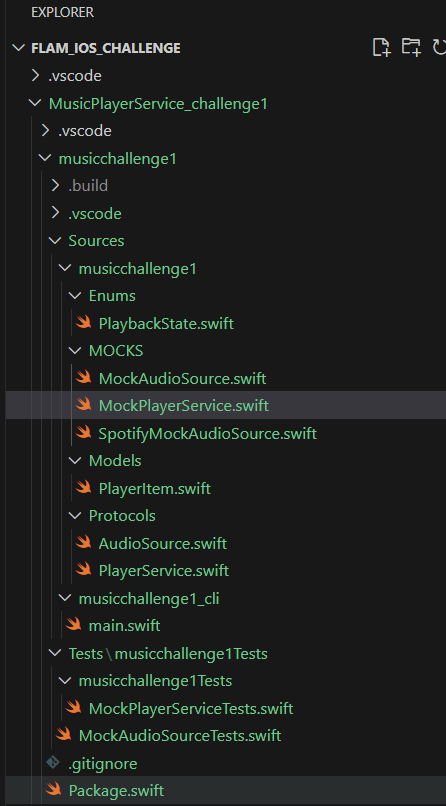 EXPLORER
FLAM_IOS_CHALLENGE
.vscode
MusicPlayerService_challenge1
.vscode
musicchallenge1
.build
.vscode
Sources
musicchallenge1
Enums
PlaybackState.swift
MOCKS
MockAudioSource.swift
MockPlayerService.swift
SpotifyMockAudioSource.swift
Models
PlayerItem.swift
Protocols
AudioSource.swift
PlayerService.swift
musicchallenge1_cli
main.swift
Tests\musicchallenge1Tests
musicchallenge1Tests
MockPlayerServiceTests.swift
MockAudioSourceTests.swift
.gitignore
Package.swift